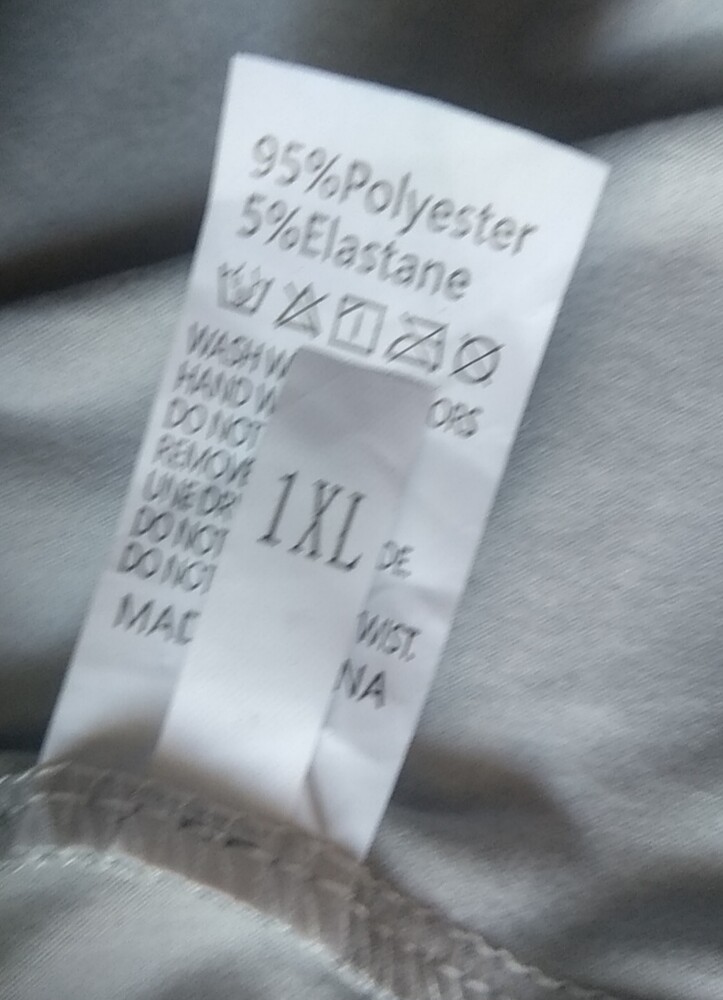 95%Polyester
5%Elastane
WASH W
ORS
HAND W
DO NOT
REMOVE
LINE DR
DE
DO NOT
DO NOT
WIST.
MAD
NA
1XL